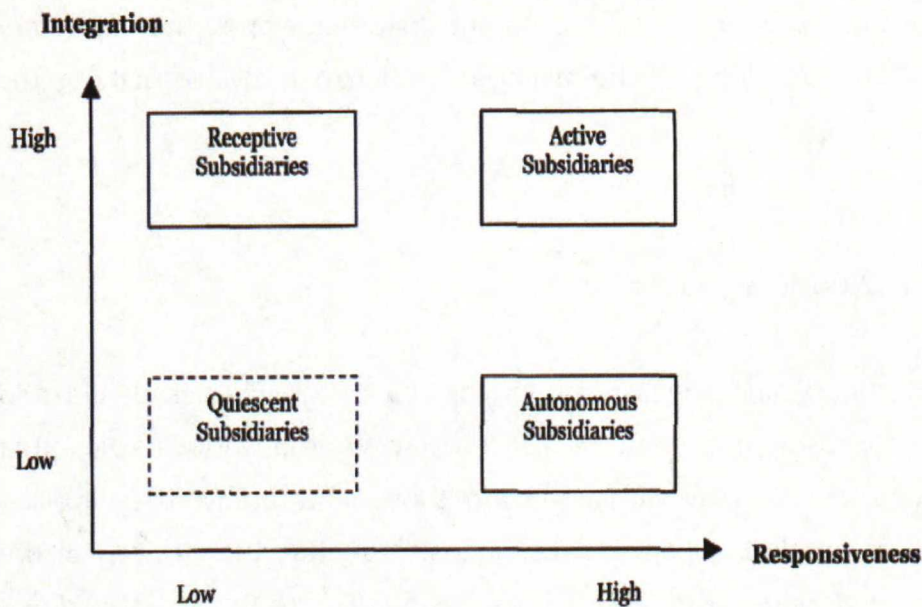 Integration
High
Receptive
Subsidiaries
Active
Subsidiaries
Quiescent
Subsidiaries
Autonomous
Subsidiaries
Low
Responsiveness
Low
High